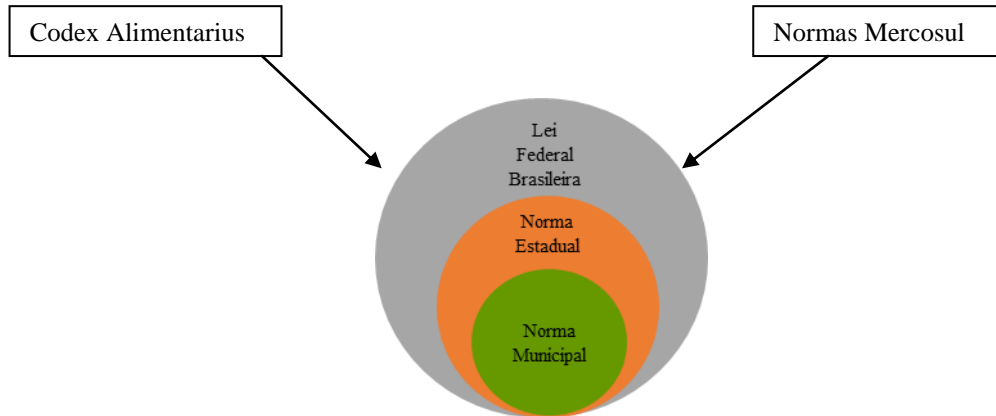 Codex Alimentarius
Normas Mercosul
Lei
Federal
Brasileira
Norma
Estadual
Norma
Municipal